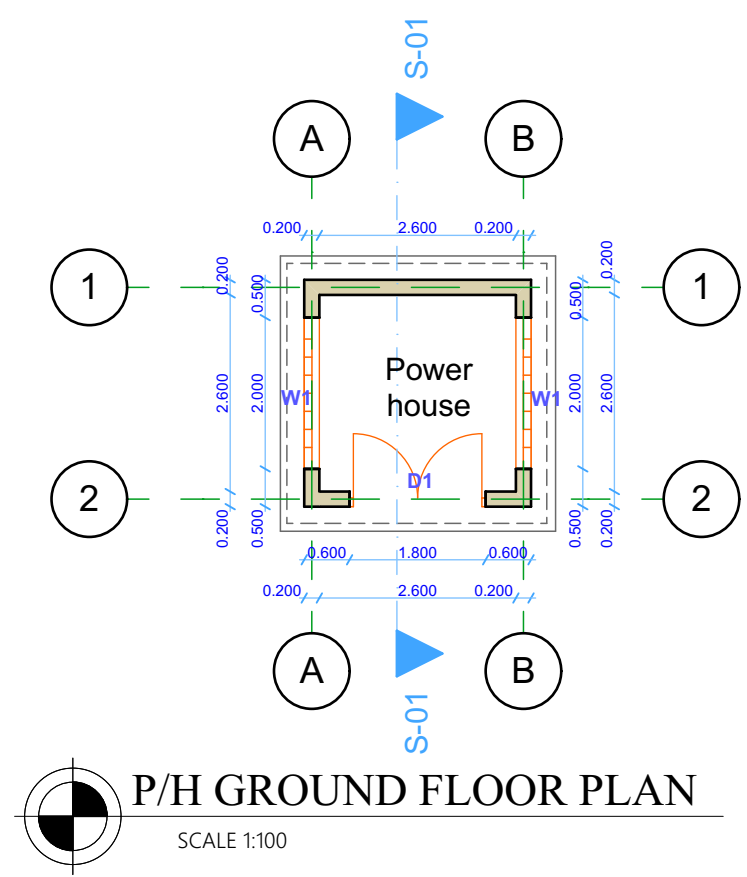 S-01
A B
0.200 2.600 0.200
1 1
0.200 0.500 0.500 0.200
Power
house
2.600 2.000 W1 W1 2.000 2.600
D1
2 2
0.200 0.500 0.500 0.200
0.600 1.800 0.600
0.200 2.600 0.200
A B
S-01
P/H GROUND FLOOR PLAN
SCALE 1:100